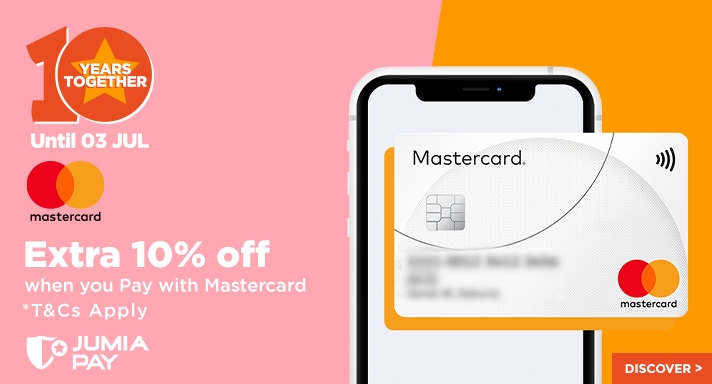 10
YEARS
TOGETHER
Until 03 JUL
mastercard
Extra 10% off
when you Pay with Mastercard
*T&Cs Apply
JUMIA
PAY
Mastercard.
mastercard
DISCOVER >